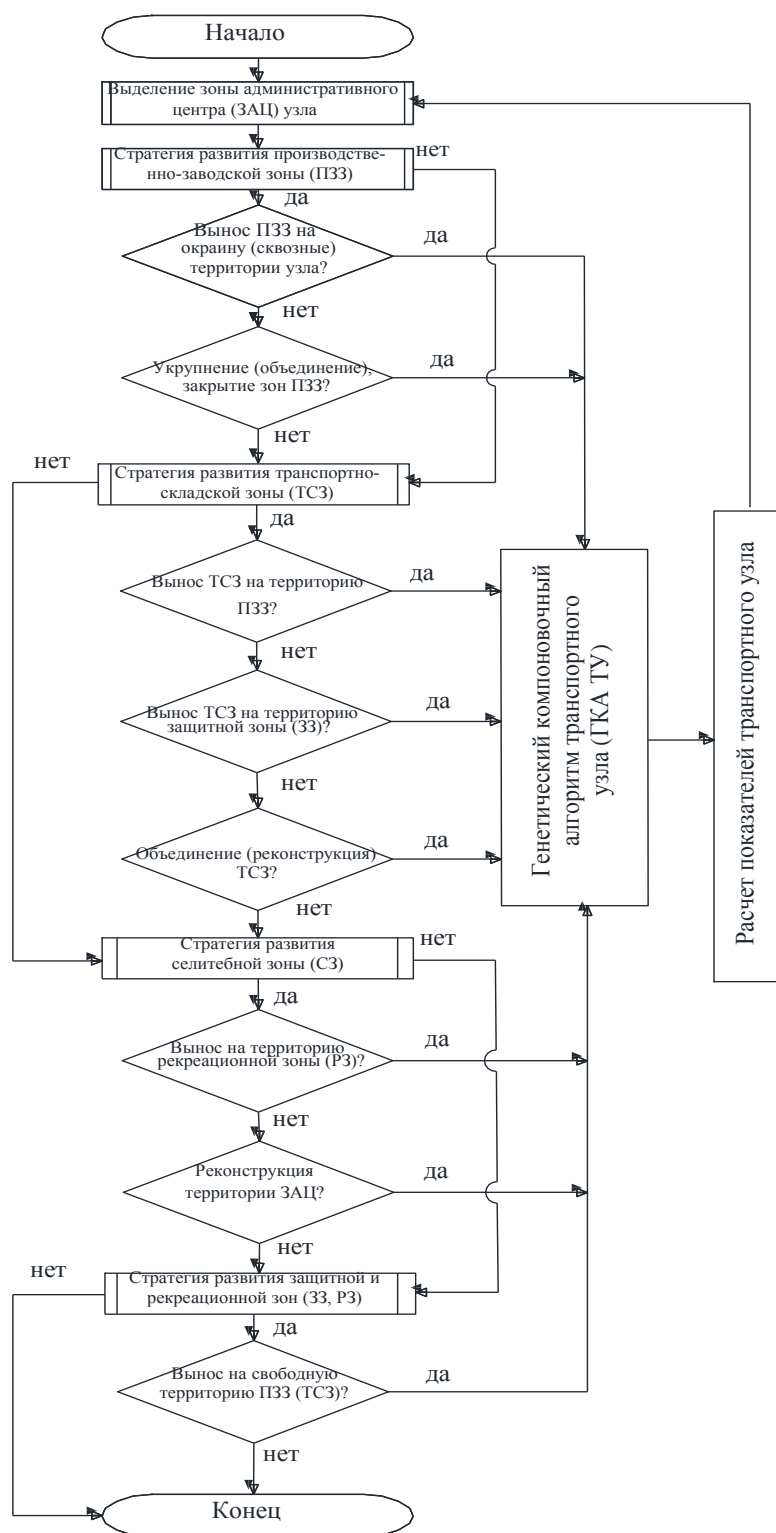 Начало
Выделение зоны административного
центра (ЗАЦ) узла
Стратегия развития производстве-
нно-заводской зоны (ПЗЗ)
нет
да
Вынос ПЗЗ на
окраину (сквозные)
территории узла?
да
нет
Укрупнение (объединение),
закрытие зон ПЗЗ?
да
нет
нет
Стратегия развития транспортно-
складской зоны (ТСЗ)
да
Вынос ТСЗ на территорию
ПЗЗ?
да
нет
Вынос ТСЗ на территорию
защитной зоны (ЗЗ)?
да
нет
Объединение (реконструкция)
ТСЗ?
да
нет
Стратегия развития
селитебной зоны (СЗ)
нет
да
Вынос на территорию
рекреационной зоны (РЗ)?
да
нет
Реконструкция
территории ЗАЦ?
да
нет
нет
Стратегия развития защитной и
рекреационной зон (ЗЗ, РЗ)
да
Вынос на свободную
территорию ПЗЗ (ТСЗ)?
да
нет
Конец
Генетический компоновочный
алгоритм транспортного
узла (ГКА ТУ)
Расчет показателей транспортного узла